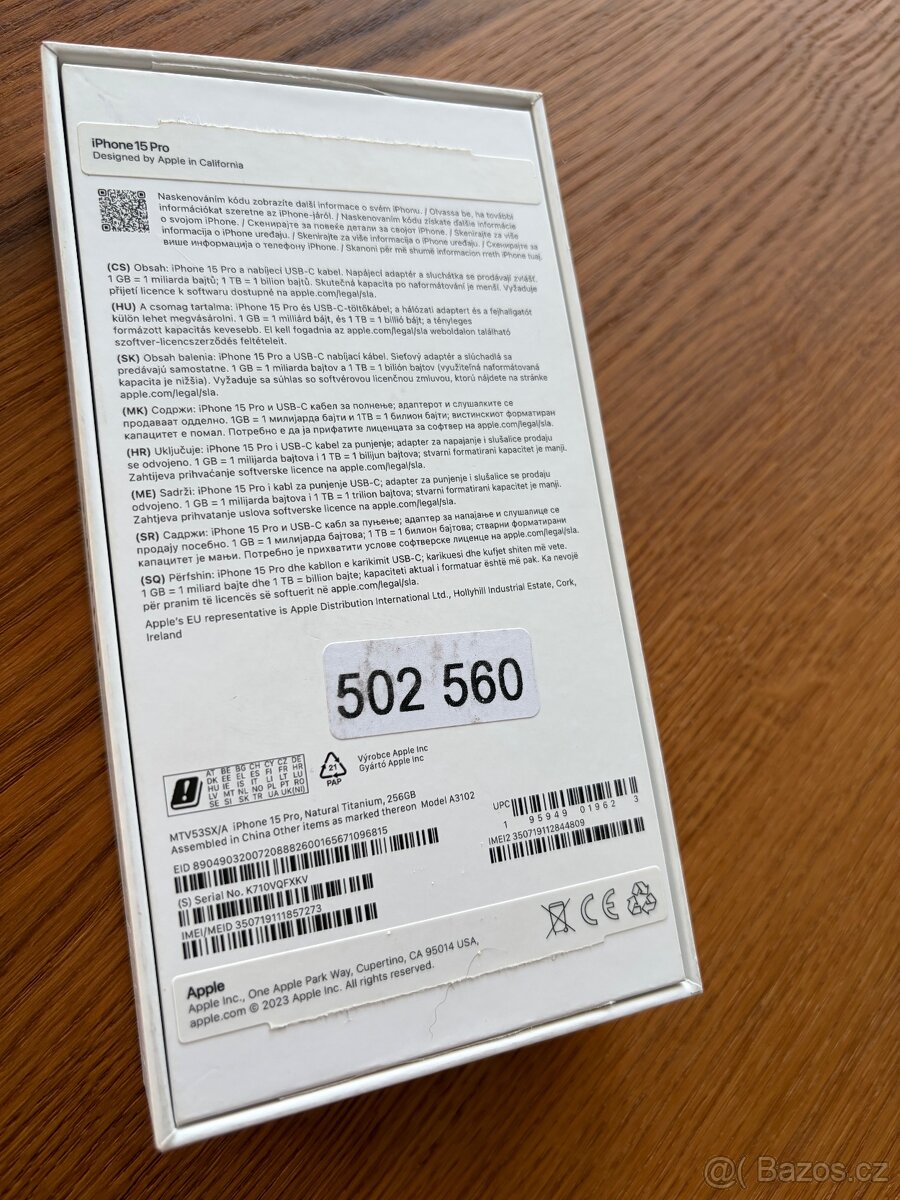 iPhone 15 Pro
Designed by Apple in California
Naskenováním kódu zobrazíte další informace o svém iPhonu. / Olvassa be, ha további
információkat szeretne az iPhone-járól. / Naskenovaním kódu získate ďalšie informácie
o svojom iPhone. / Скенирајте за повеќе детали за својот iPhone. / Skenirajte za više
informacija o iPhone uređaju. / Skenirajte za više informacija o iPhone uređaju. / Скенирајте за
више информација о телефону iPhone. / Skanoni për më shumë informacion rreth iPhone tuaj.
(CS) Obsah: iPhone 15 Pro a nabíjecí USB-C kabel. Napájecí adaptér a sluchátka se prodávají zvlášť.
1 GB = 1 miliarda bajtů; 1 TB = 1 bilion bajtů. Skutečná kapacita po naformátování je menší. Vyžaduje
přijetí licence k softwaru dostupné na apple.com/legal/sla.
(HU) A csomag tartalma: iPhone 15 Pro és USB-C-töltőkábel; a hálózati adaptert és a fejhallgatót
külön lehet megvásárolni. 1 GB = 1 milliárd bájt, és 1 TB = 1 billió bájt; a tényleges
formázott kapacitás kevesebb. El kell fogadnia az apple.com/legal/sla weboldalon található
szoftver-licencszerződés feltételeit.
(SK) Obsah balenia: iPhone 15 Pro a USB-C nabíjací kábel. Sieťový adaptér a slúchadlá sa
predávajú samostatne. 1 GB = 1 miliarda bajtov a 1 TB = 1 bilión bajtov (využiteľná naformátovaná
kapacita je nižšia). Vyžaduje sa súhlas so softvérovou licenčnou zmluvou, ktorú nájdete na stránke
apple.com/legal/sla.
(MK) Содржи: iPhone 15 Pro и USB-C кабел за полнење; адаптерот и слушалките се
продаваат одделно. 1GB = 1 милијарда бајти и 1TB = 1 билион бајти; вистинскиот форматиран
капацитет е помал. Потребно е да ја прифатите лиценцата за софтвер на apple.com/legal/sla.
(HR) Uključuje: iPhone 15 Pro i USB-C kabel za punjenje; adapter za napajanje i slušalice prodaju
se odvojeno. 1 GB = 1 milijarda bajtova i 1 TB = 1 bilijun bajtova; stvarni formatirani kapacitet je manji.
Zahtijeva prihvaćanje softverske licence na apple.com/legal/sla.
(ME) Sadrži: iPhone 15 Pro i kabl za punjenje USB-C; adapter za punjenje i slušalice se prodaju
odvojeno. 1 GB = 1 milijarda bajtova i 1 TB = 1 trilion bajtova; stvarni formatirani kapacitet je manji.
Zahtjeva prihvatanje uslova softverske licence na apple.com/legal/sla.
(SR) Садржи: iPhone 15 Pro и USB-C кабл за пуњење; адаптер за напајање и слушалице се
продају посебно. 1 GB = 1 милијарда бајтова; 1 TB = 1 билион бајтова; стварни форматирани
капацитет је мањи. Потребно је прихватити услове софтверске лиценце на apple.com/legal/sla.
(SQ) Përfshin: iPhone 15 Pro dhe kabllon e karikimit USB-C; karikuesi dhe kufjet shiten më vete.
1 GB = 1 miliard bajte dhe 1 TB = billion bajte; kapaciteti aktual i formatuar është më pak. Ka nevojë
për pranim të licencës së softuerit në apple.com/legal/sla.
Apple's EU representative is Apple Distribution International Ltd., Hollyhill Industrial Estate, Cork,
Ireland
502 560
AT BE BG CH CY CZ DE
DK EE EL ES FI FR HR
HU IE IS IT LI LT LU
LV MT NL NO PL PT RO
SE SI SK TR UA UK(NI)
21
PAP
Výrobce Apple Inc
Gyártó Apple Inc
MTV53SX/A iPhone 15 Pro, Natural Titanium, 256GB
Assembled in China Other items as marked thereon Model A3102
EID 89049032007208882600165671096815
(S) Serial No. K710VQFXKV
IMEI/MEID 350719111857273
UPC
1 95949 01962 3
IMEI2 350719112844809
CE
Apple
Apple Inc., One Apple Park Way, Cupertino, CA 95014 USA,
apple.com © 2023 Apple Inc. All rights reserved.
@( Bazos.cz